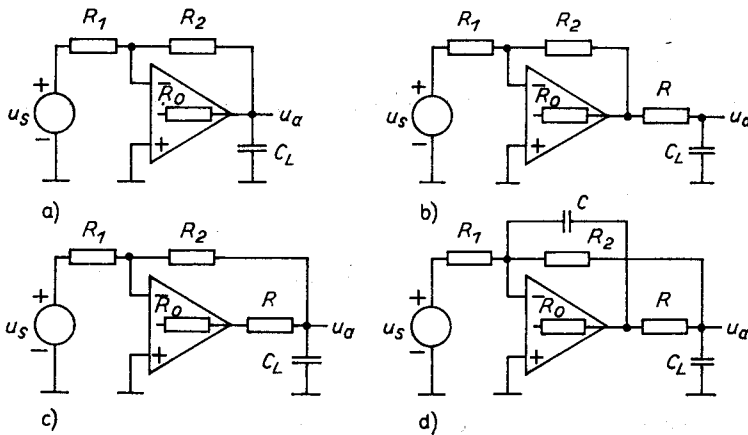 R1 R2
R0
+
us
−
−
+
ua
CL
a)
R1 R2
R0
R
+
us
−
−
+
ua
CL
b)
R1 R2
R0
R
+
us
−
−
+
ua
CL
c)
C
R1 R2
R0
R
+
us
−
−
+
ua
CL
d)